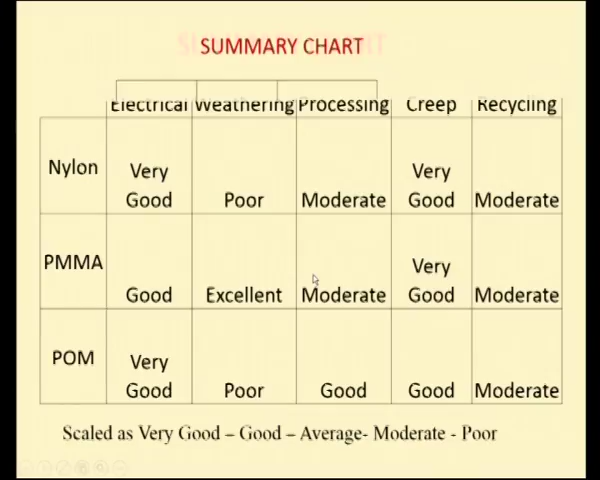 SUMMARY CHART
Electrical Weathering Processing Creep Recycling
Nylon Very Good Poor Moderate Very Good Moderate
PMMA Good Excellent Moderate Very Good Moderate
POM Very Good Poor Good Good Moderate
Scaled as Very Good – Good – Average- Moderate - Poor